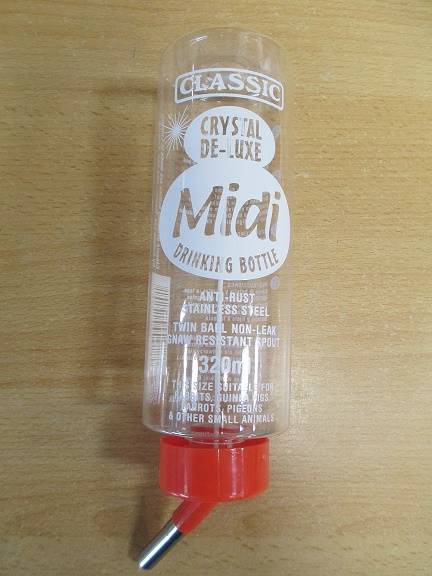 CLASSIC
CRYSTAL
DE-LUXE
Midi
DRINKING BOTTLE
ANTI-RUST
STAINLESS STEEL
TWIN BALL NON-LEAK
GNAW RESISTANT SPOUT
320ml
THIS SIZE SUITABLE FOR
RABBITS, GUINEA PIGS,
PARROTS, PIGEONS
& OTHER SMALL ANIMALS